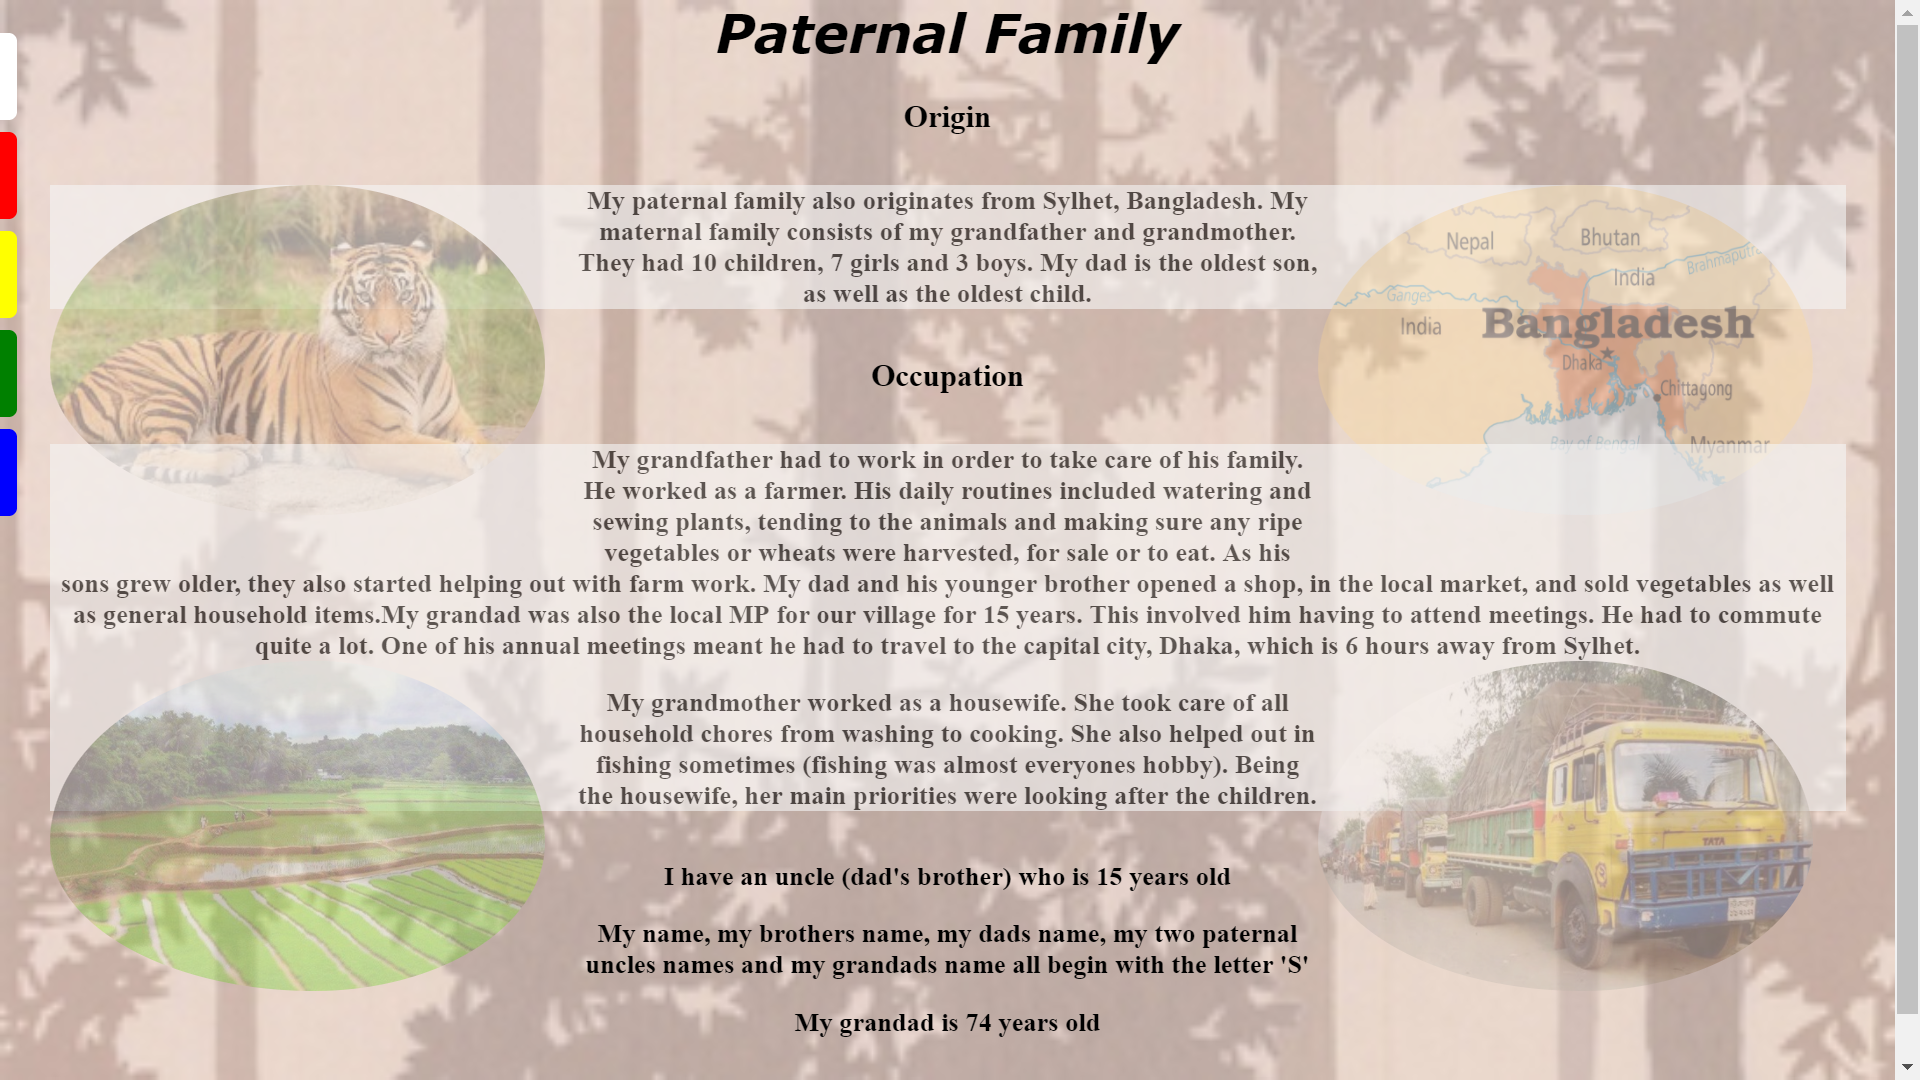 Paternal Family
Origin
My paternal family also originates from Sylhet, Bangladesh. My
maternal family consists of my grandfather and grandmother.
They had 10 children, 7 girls and 3 boys. My dad is the oldest son,
as well as the oldest child.
Nepal
Bhutan
India
Brahmaputra
Ganges
India
Bangladesh
Dhaka
Chittagong
Bay of Bengal
Myanmar
Occupation
My grandfather had to work in order to take care of his family.
He worked as a farmer. His daily routines included watering and
sewing plants, tending to the animals and making sure any ripe
vegetables or wheats were harvested, for sale or to eat. As his
sons grew older, they also started helping out with farm work. My dad and his younger brother opened a shop, in the local market, and sold vegetables as well
as general household items.My grandad was also the local MP for our village for 15 years. This involved him having to attend meetings. He had to commute
quite a lot. One of his annual meetings meant he had to travel to the capital city, Dhaka, which is 6 hours away from Sylhet.
My grandmother worked as a housewife. She took care of all
household chores from washing to cooking. She also helped out in
fishing sometimes (fishing was almost everyones hobby). Being
the housewife, her main priorities were looking after the children.
TATA
I have an uncle (dad's brother) who is 15 years old
My name, my brothers name, my dads name, my two paternal
uncles names and my grandads name all begin with the letter 'S'
My grandad is 74 years old